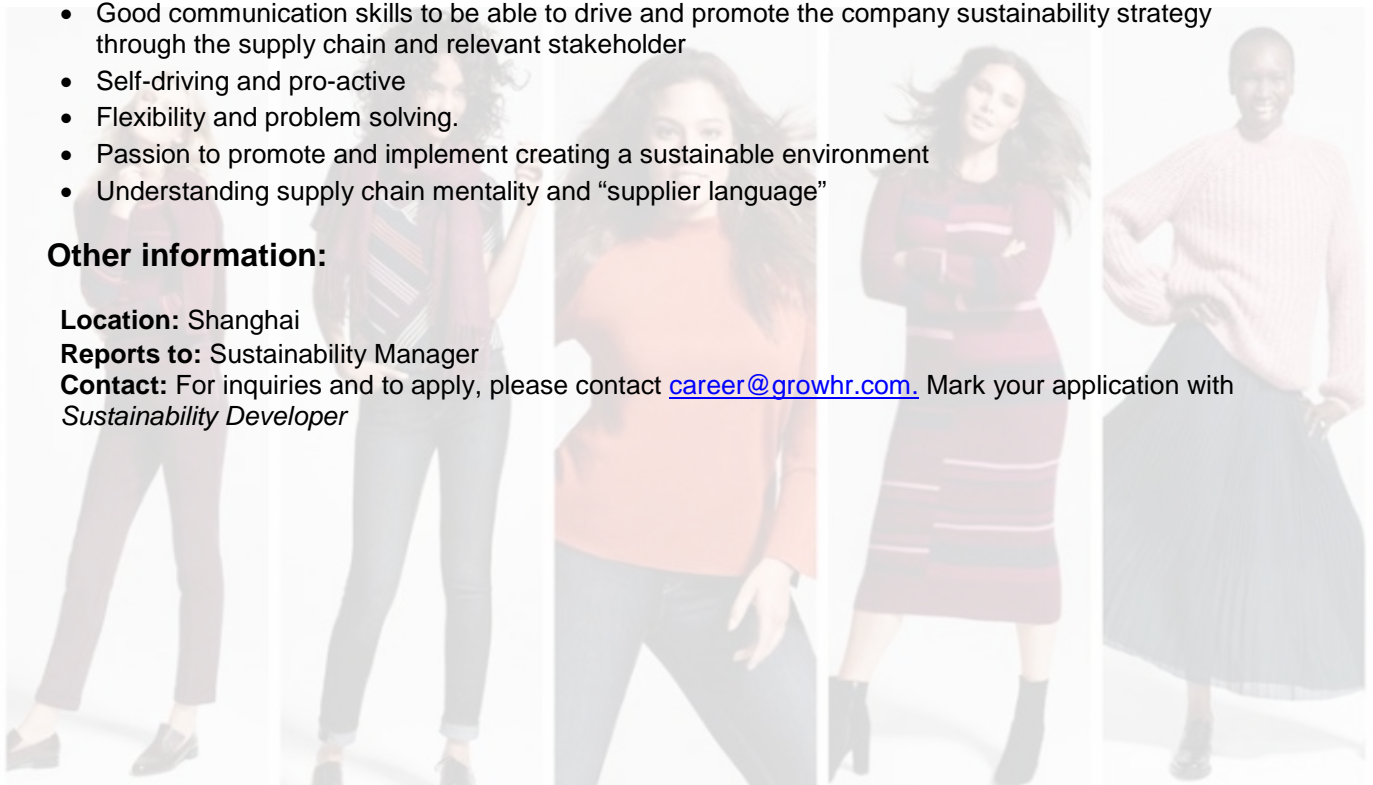 • Good communication skills to be able to drive and promote the company sustainability strategy
through the supply chain and relevant stakeholder
• Self-driving and pro-active
• Flexibility and problem solving.
• Passion to promote and implement creating a sustainable environment
• Understanding supply chain mentality and “supplier language”
Other information:
Location: Shanghai
Reports to: Sustainability Manager
Contact: For inquiries and to apply, please contact career@growhr.com. Mark your application with
Sustainability Developer